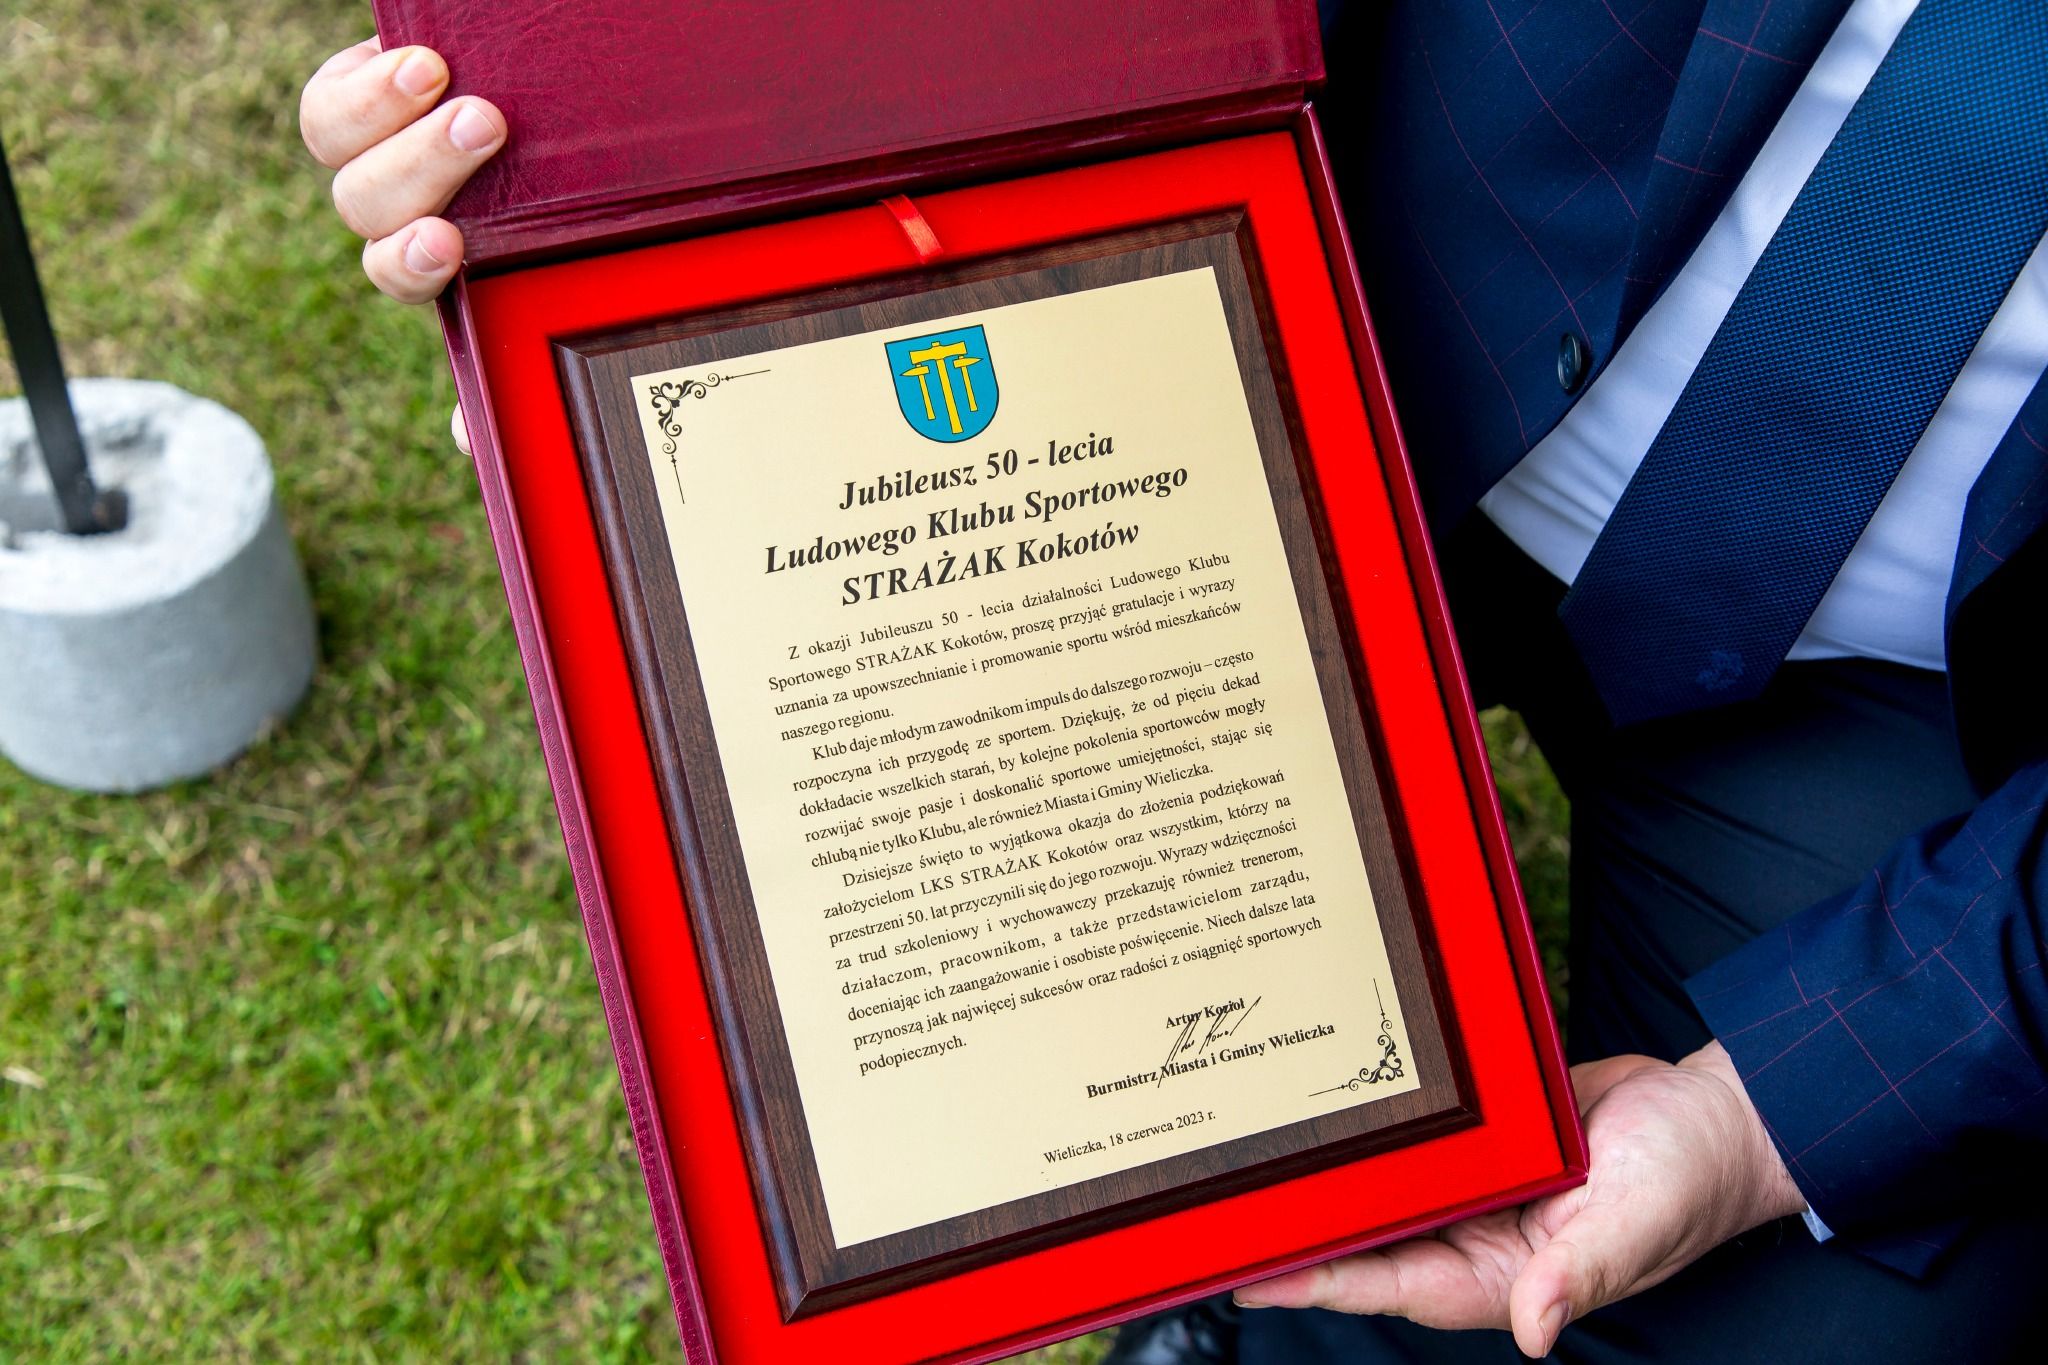 Jubileusz 50 - lecia
Ludowego Klubu Sportowego
STRAŻAK Kokotów
Z okazji Jubileuszu 50 - lecia działalności Ludowego Klubu
Sportowego STRAŻAK Kokotów, proszę przyjąć gratulacje i wyrazy
uznania za upowszechnianie i promowanie sportu wśród mieszkańców
naszego regionu.
Klub daje młodym zawodnikom impuls do dalszego rozwoju – często
rozpoczyna ich przygodę ze sportem. Dziękuję, że od pięciu dekad
dokładacie wszelkich starań, by kolejne pokolenia sportowców mogły
rozwijać swoje pasje i doskonalić sportowe umiejętności, stając się
chlubą nie tylko Klubu, ale również Miasta i Gminy Wieliczka.
Dzisiejsze święto to wyjątkowa okazja do złożenia podziękowań
założycielom LKS STRAŻAK Kokotów oraz wszystkim, którzy na
przestrzeni 50. lat przyczynili się do jego rozwoju. Wyrazy wdzięczności
za trud szkoleniowy i wychowawczy przekazuję również trenerom,
działaczom, pracownikom, a także przedstawicielom zarządu,
doceniając ich zaangażowanie i osobiste poświęcenie. Niech dalsze lata
przynoszą jak najwięcej sukcesów oraz radości z osiągnięć sportowych
podopiecznych.
Artur Kozioł
Burmistrz Miasta i Gminy Wieliczka
Wieliczka, 18 czerwca 2023 r.